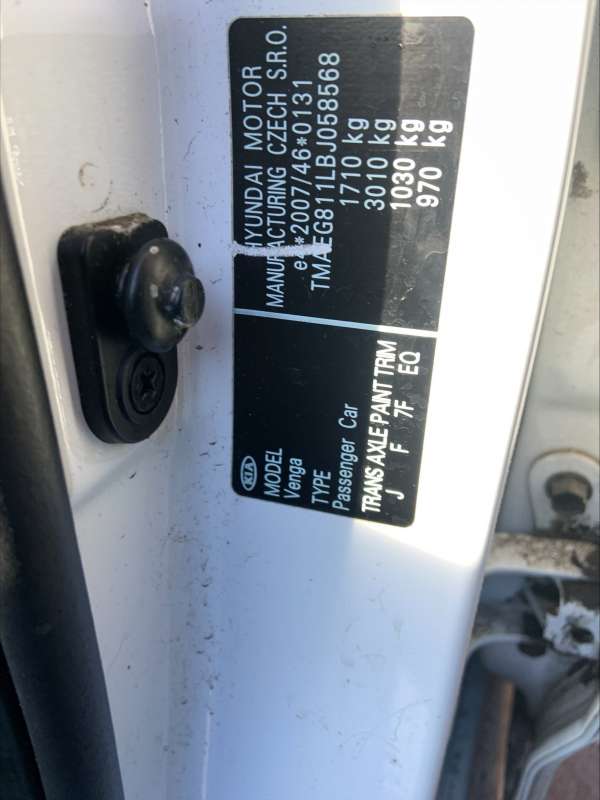 HYUNDAI MOTOR
MANUFACTURING CZECH S.R.O.
e4*2007/46*0131
TMAEG811LBJ058568
1710 kg
3010 kg
1030 kg
970 kg
KIA
MODEL
Venga
TYPE
Passenger Car
TRANS AXLE PAINT TRIM
J F 7F EQ